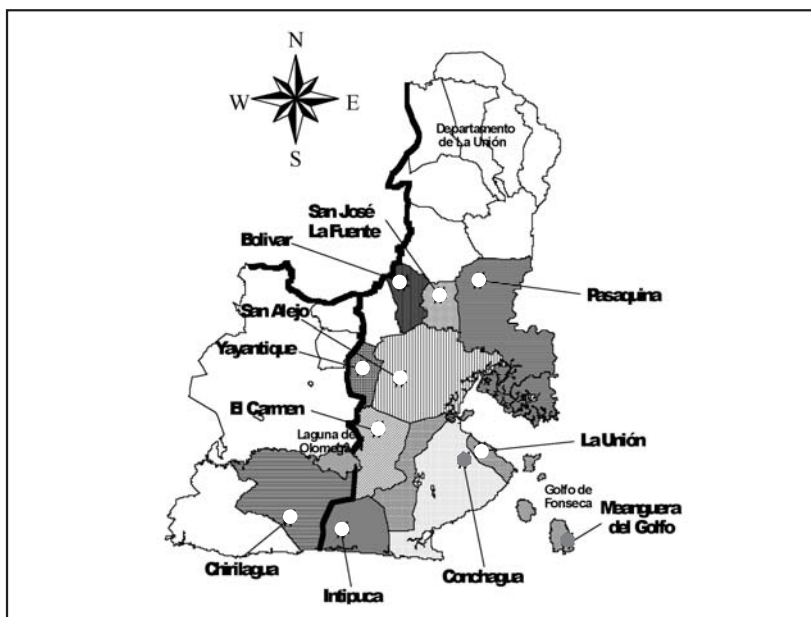 N
W
E
S
Departamento
de La Unión
San José
La Fuente
Bolivar
Pasaquina
San Alejo
Yayantique
El Carmen
Laguna de
Olomega
La Unión
Golfo de
Fonseca
Meanguera
del Golfo
Chirilagua
Conchagua
Intipuca